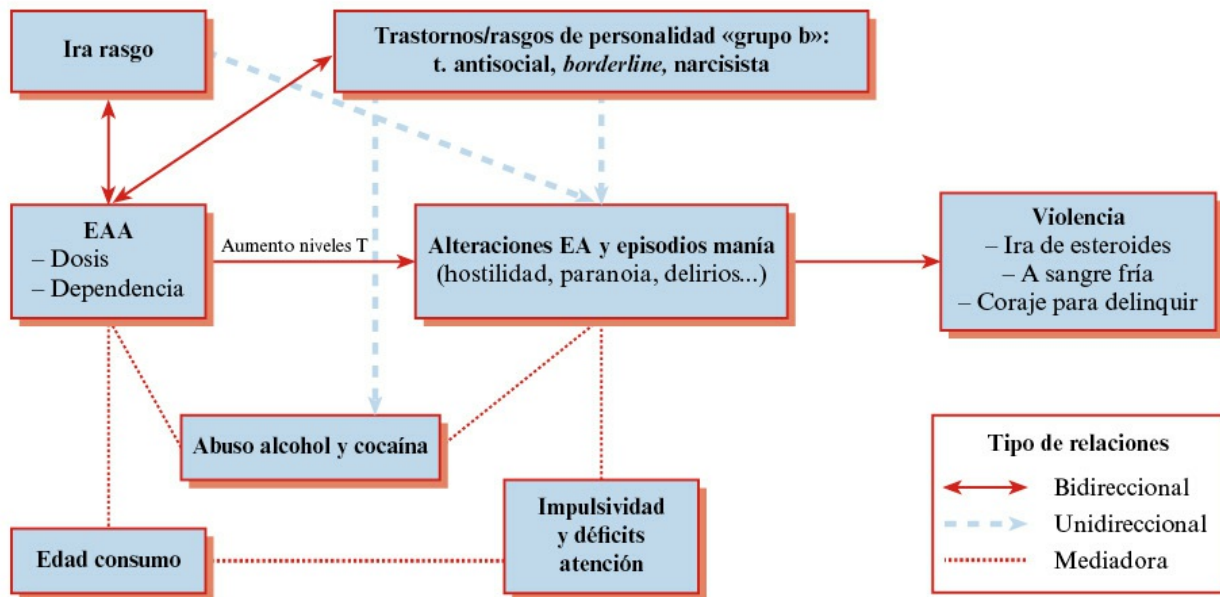 Ira rasgo
Trastornos/rasgos de personalidad «grupo b»:
t. antisocial, borderline, narcisista
EAA
– Dosis
– Dependencia
Aumento niveles T
Alteraciones EA y episodios manía
(hostilidad, paranoia, delirios...)
Violencia
– Ira de esteroides
– A sangre fría
– Coraje para delinquir
Abuso alcohol y cocaína
Edad consumo
Impulsividad
y déficits
atención
Tipo de relaciones
Bidireccional
Unidireccional
Mediadora